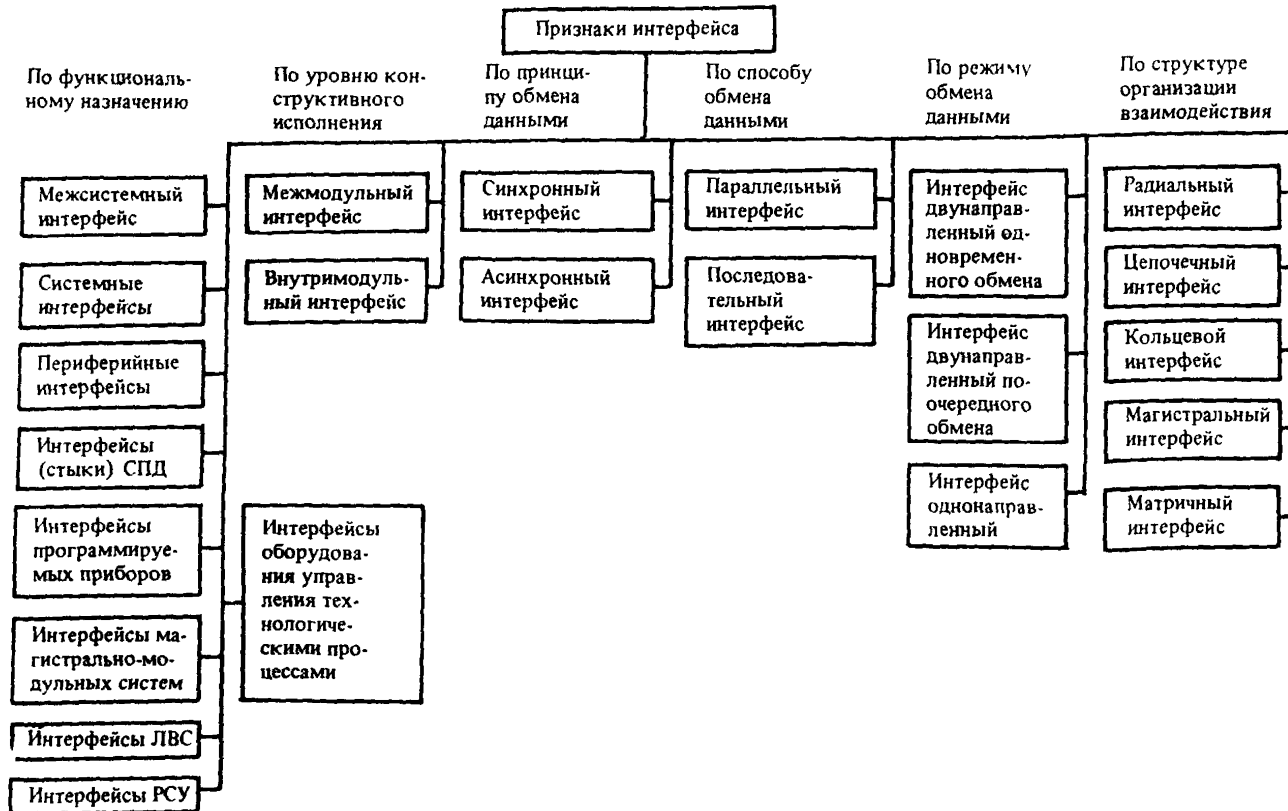 Признаки интерфейса
По функциональ-
ному назначению
По уровню кон-
структивного
исполнения
По принци-
пу обмена
данными
По способу
обмена
данными
По режиму
обмена
данными
По структуре
организации
взаимодействия
Межсистемный
интерфейс
Системные
интерфейсы
Периферийные
интерфейсы
Интерфейсы
(стыки) СПД
Интерфейсы
программируе-
мых приборов
Интерфейсы ма-
гистрально-мо-
дульных систем
Интерфейсы ЛВС
Интерфейсы РСУ
Межмодульный
интерфейс
Внутримодуль-
ный интерфейс
Интерфейсы
оборудова-
ния управ-
ления тех-
нологиче-
скими про-
цессами
Синхронный
интерфейс
Асинхронный
интерфейс
Параллельный
интерфейс
Последова-
тельный
интерфейс
Интерфейс
двунаправ-
ленный од-
новремен-
ного обмена
Интерфейс
двунаправ-
ленный по-
очередного
обмена
Интерфейс
однонаправ-
ленный
Радиальный
интерфейс
Цепочечный
интерфейс
Кольцевой
интерфейс
Магистральный
интерфейс
Матричный
интерфейс